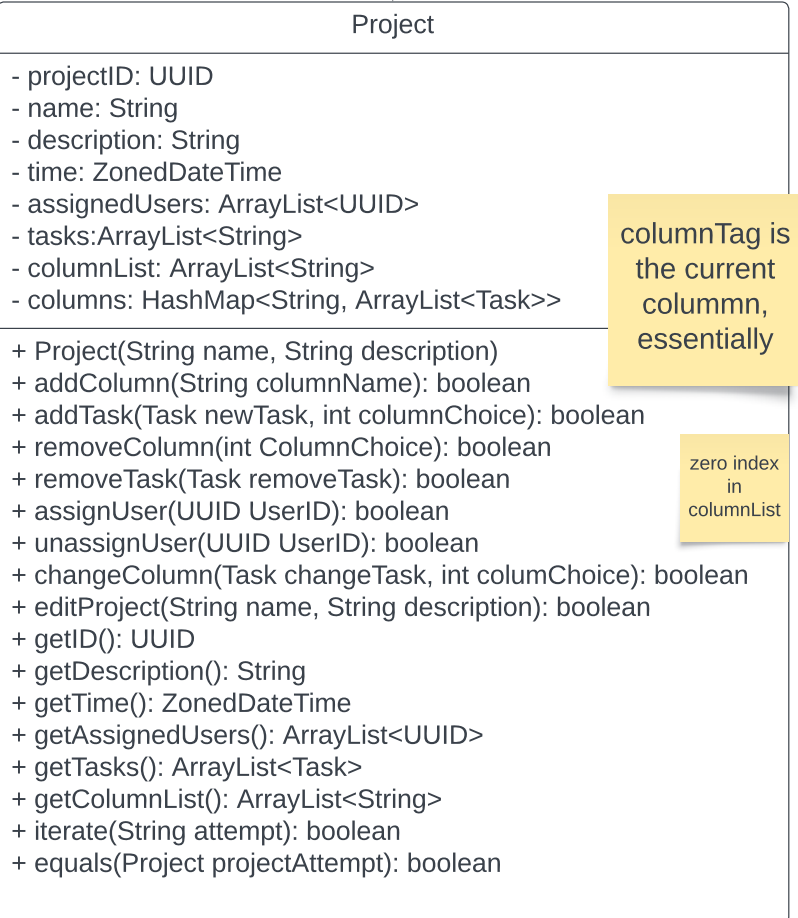 Project
- projectID: UUID
- name: String
- description: String
- time: ZonedDateTime
- assignedUsers: ArrayList<UUID>
- tasks:ArrayList<String>
- columnList: ArrayList<String>
- columns: HashMap<String, ArrayList<Task>>
columnTag is
the current
colummn,
essentially
+ Project(String name, String description)
+ addColumn(String columnName): boolean
+ addTask(Task newTask, int columnChoice): boolean
+ removeColumn(int ColumnChoice): boolean
+ removeTask(Task removeTask): boolean
+ assignUser(UUID UserID): boolean
+ unassignUser(UUID UserID): boolean
zero index
in
columnList
+ changeColumn(Task changeTask, int columChoice): boolean
+ editProject(String name, String description): boolean
+ getID(): UUID
+ getDescription(): String
+ getTime(): ZonedDateTime
+ getAssignedUsers(): ArrayList<UUID>
+ getTasks(): ArrayList<Task>
+ getColumnList(): ArrayList<String>
+ iterate(String attempt): boolean
+ equals(Project projectAttempt): boolean